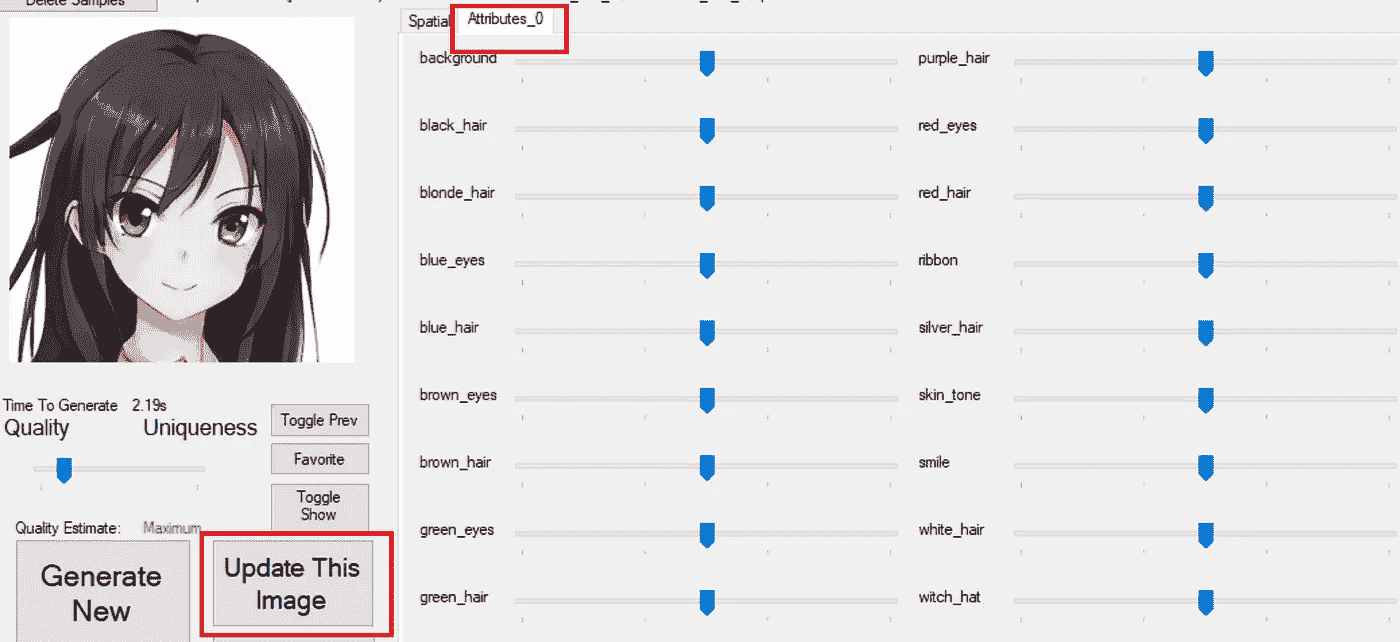 Delete Samples
Spatial
Attributes_0
background
black_hair
blonde_hair
blue_eyes
blue_hair
brown_eyes
brown_hair
green_eyes
green_hair
purple_hair
red_eyes
red_hair
ribbon
silver_hair
skin_tone
smile
white_hair
witch_hat
Time To Generate 2.19s
Quality Uniqueness
Toggle Prev
Favorite
Toggle
Show
Quality Estimate: Maximum
Generate
New
Update This
Image